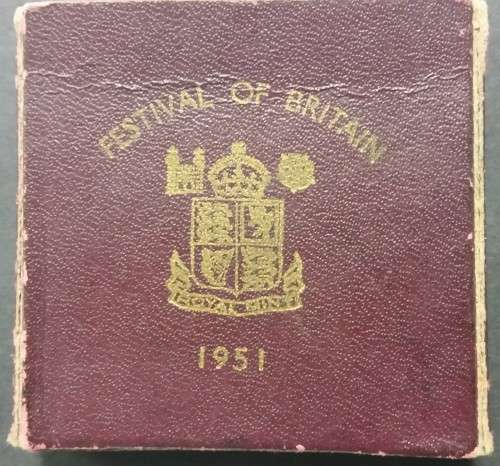 FESTIVAL OF BRITAIN
ROYAL MINT
1951